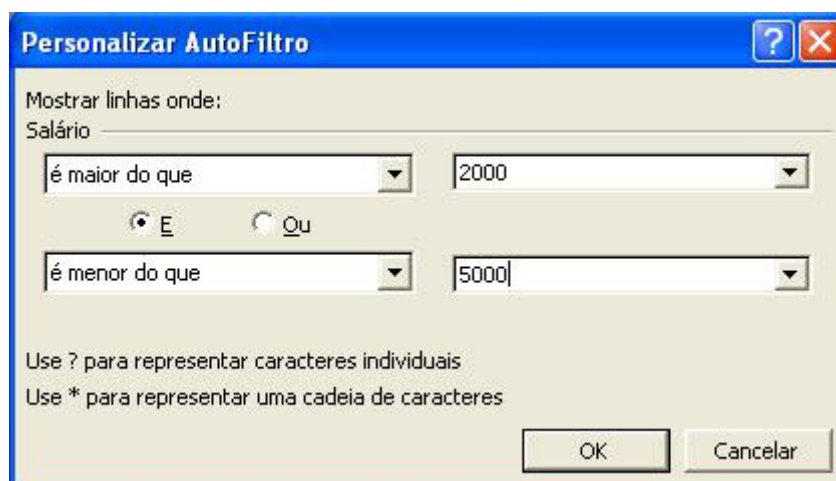 Personalizar AutoFiltro
Mostrar linhas onde:
Salário
é maior do que 2000
E Ou
é menor do que 5000
Use ? para representar caracteres individuais
Use * para representar uma cadeia de caracteres
OK Cancelar